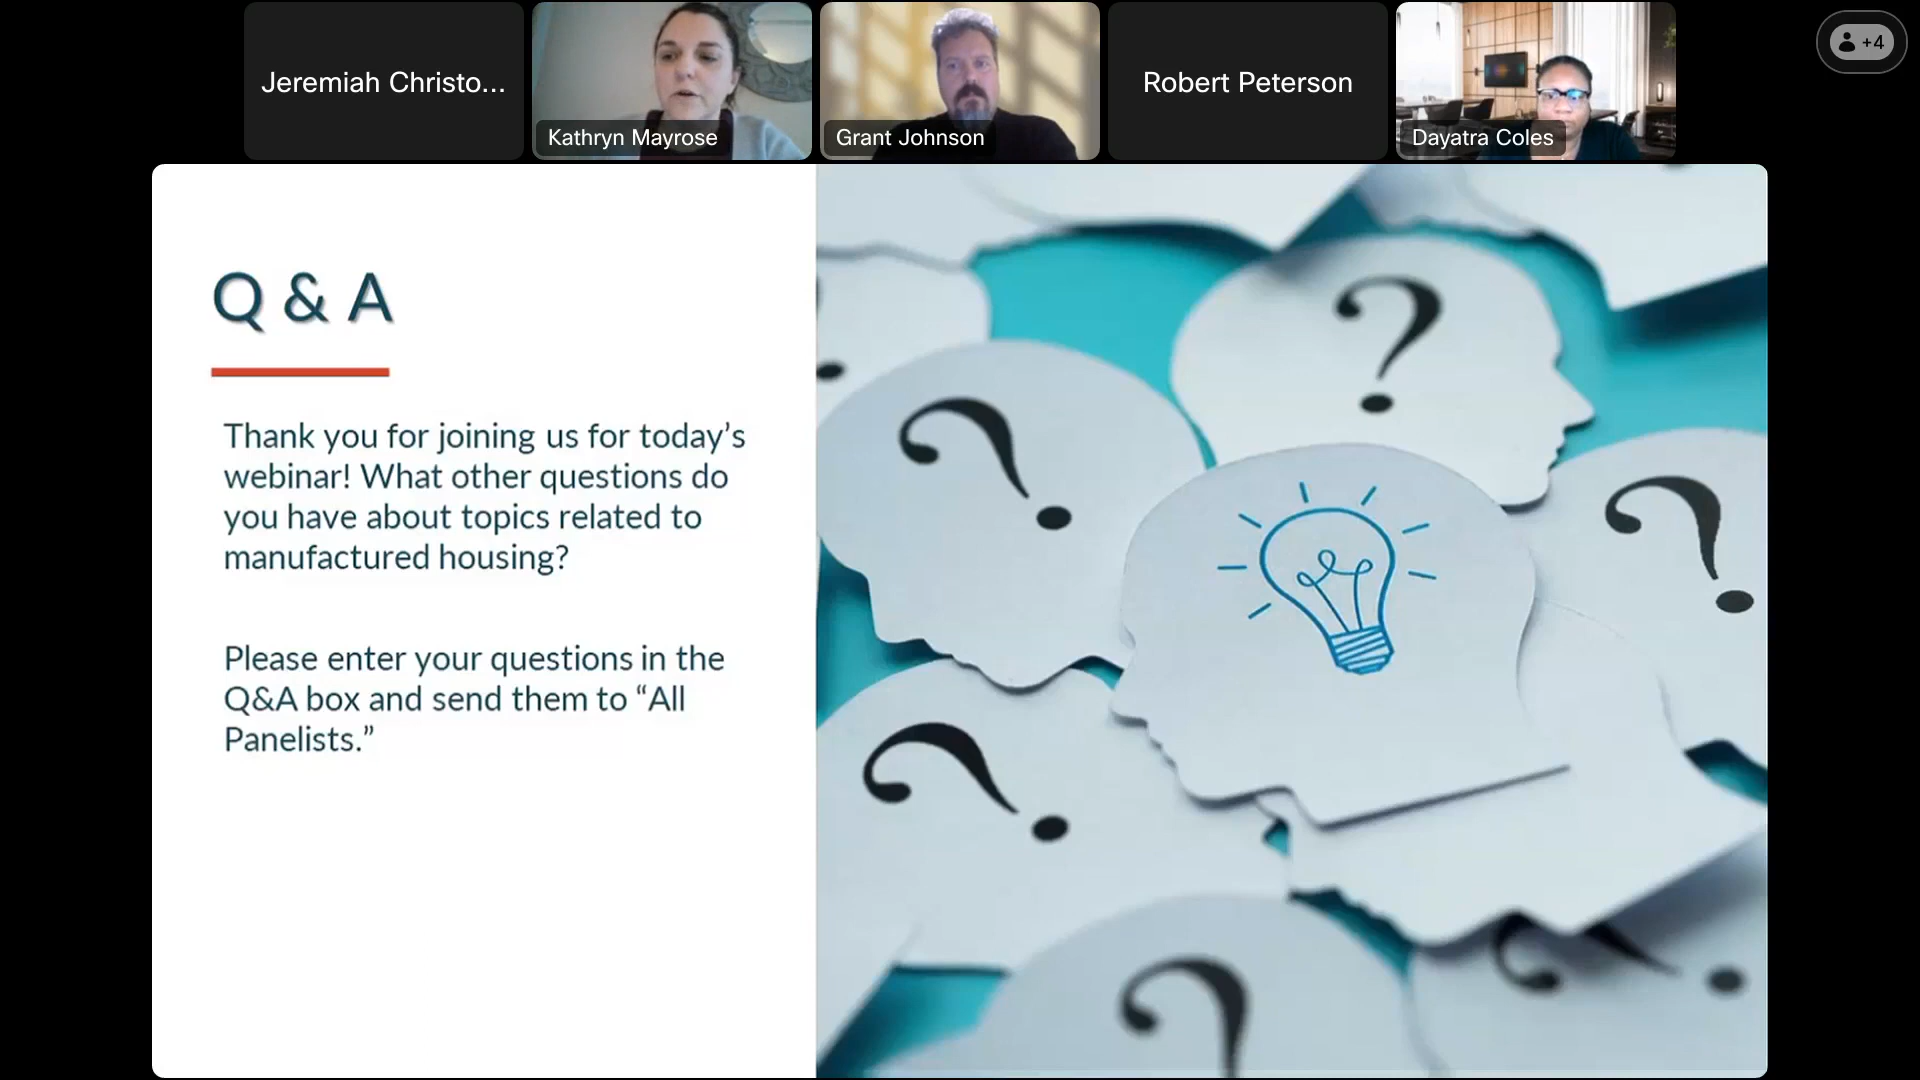 Jeremiah Christo...
Kathryn Mayrose
Grant Johnson
Robert Peterson
Dayatra Coles
+4
Q & A
Thank you for joining us for today’s
webinar! What other questions do
you have about topics related to
manufactured housing?
Please enter your questions in the
Q&A box and send them to “All
Panelists.”
?
?
?
?
?
?